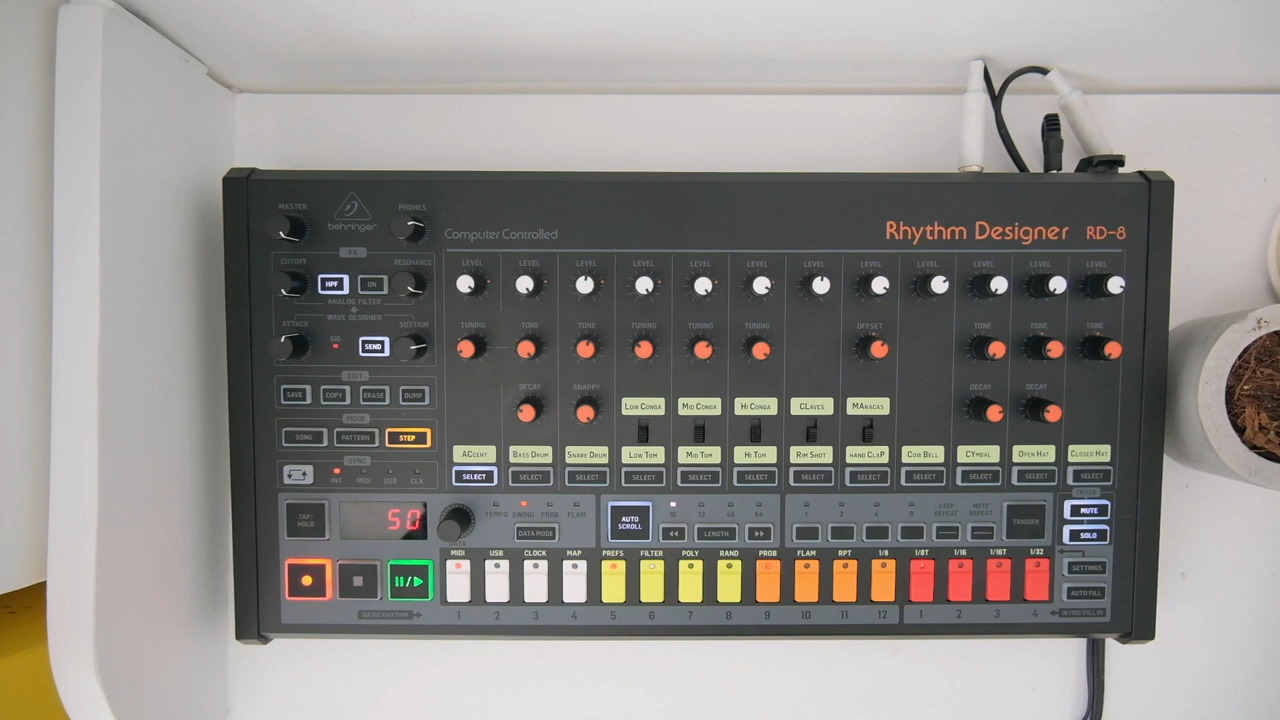 MASTER PHONES
behringer
Computer Controlled
Rhythm Designer RD-8
FX
CUTOFF RESONANCE
HPF ON
ANALOG FILTER
WAVE DESIGNER
ATTACK SUSTAIN
SIG
SEND
LEVEL LEVEL LEVEL LEVEL LEVEL LEVEL LEVEL LEVEL LEVEL LEVEL LEVEL LEVEL
TUNING TONE TONE TUNING TUNING TUNING OFFSET TONE TONE TONE
DECAY SNAPPY DECAY DECAY
EDIT
SAVE COPY ERASE DUMP
LOW CONGA MID CONGA HI CONGA CLAVES MARACAS
MODE
SONG PATTERN STEP
ACCENT BASS DRUM SNARE DRUM LOW TOM MID TOM HI TOM RIM SHOT HAND CLAP COW BELL CYMBAL OPEN HAT CLOSED HAT
SYNC
INT MIDI USB CLK
SELECT SELECT SELECT SELECT SELECT SELECT SELECT SELECT SELECT SELECT SELECT SELECT
TRACK
MUTE
SOLO
TAP/
HOLD
50
DATA
TEMPO SWING PROB FLAM
DATA MODE
AUTO
SCROLL
16 32 48 64
LENGTH
1 2 4 8
STEP
REPEAT
NOTE
REPEAT
TRIGGER
MIDI USB CLOCK MAP PREFS FILTER POLY RAND PROB FLAM RPT 1/8 1/8T 1/16 1/16T 1/32
SETTINGS
AUTO FILL
BASIC RHYTHM 1 2 3 4 5 6 7 8 9 10 11 12 1 2 3 4 INTRO/FILL IN